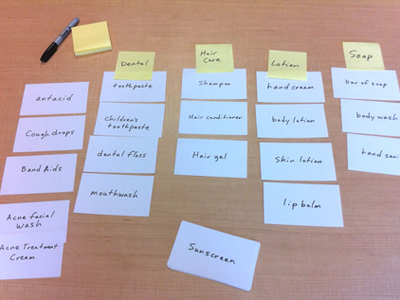 antacid
Cough drops
Band Aids
Acne facial
wash
Acne Treatment
Cream
Dental
toothpaste
Children's
toothpaste
dental floss
mouthwash
Hair
Care
Shampoo
Hair conditioner
Hair gel
Lotion
hand cream
body lotion
Skin lotion
lip balm
Soap
bar of soap
body wash
hand sani
Sunscreen